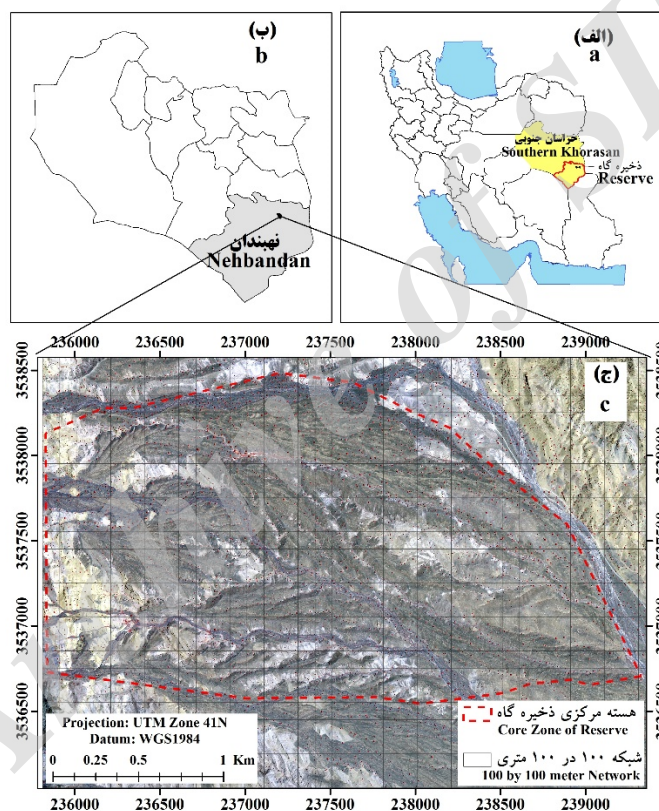 (ب)
b
نهبندان
Nehbandan
(الف)
a
خراسان جنوبی
Southern Khorasan
ذخیره گاه
Reserve
236000 236500 237000 237500 238000 238500 239000
3538500
3538000
3537500
3537000
3536500
(ج)
c
Projection: UTM Zone 41N
Datum: WGS1984
0 0.25 0.5 1 Km
هسته مرکزی ذخیره گاه
Core Zone of Reserve
شبکه ۱۰۰ در ۱۰۰ متری
100 by 100 meter Network
236000 236500 237000 237500 238000 238500 239000
Archive of SID